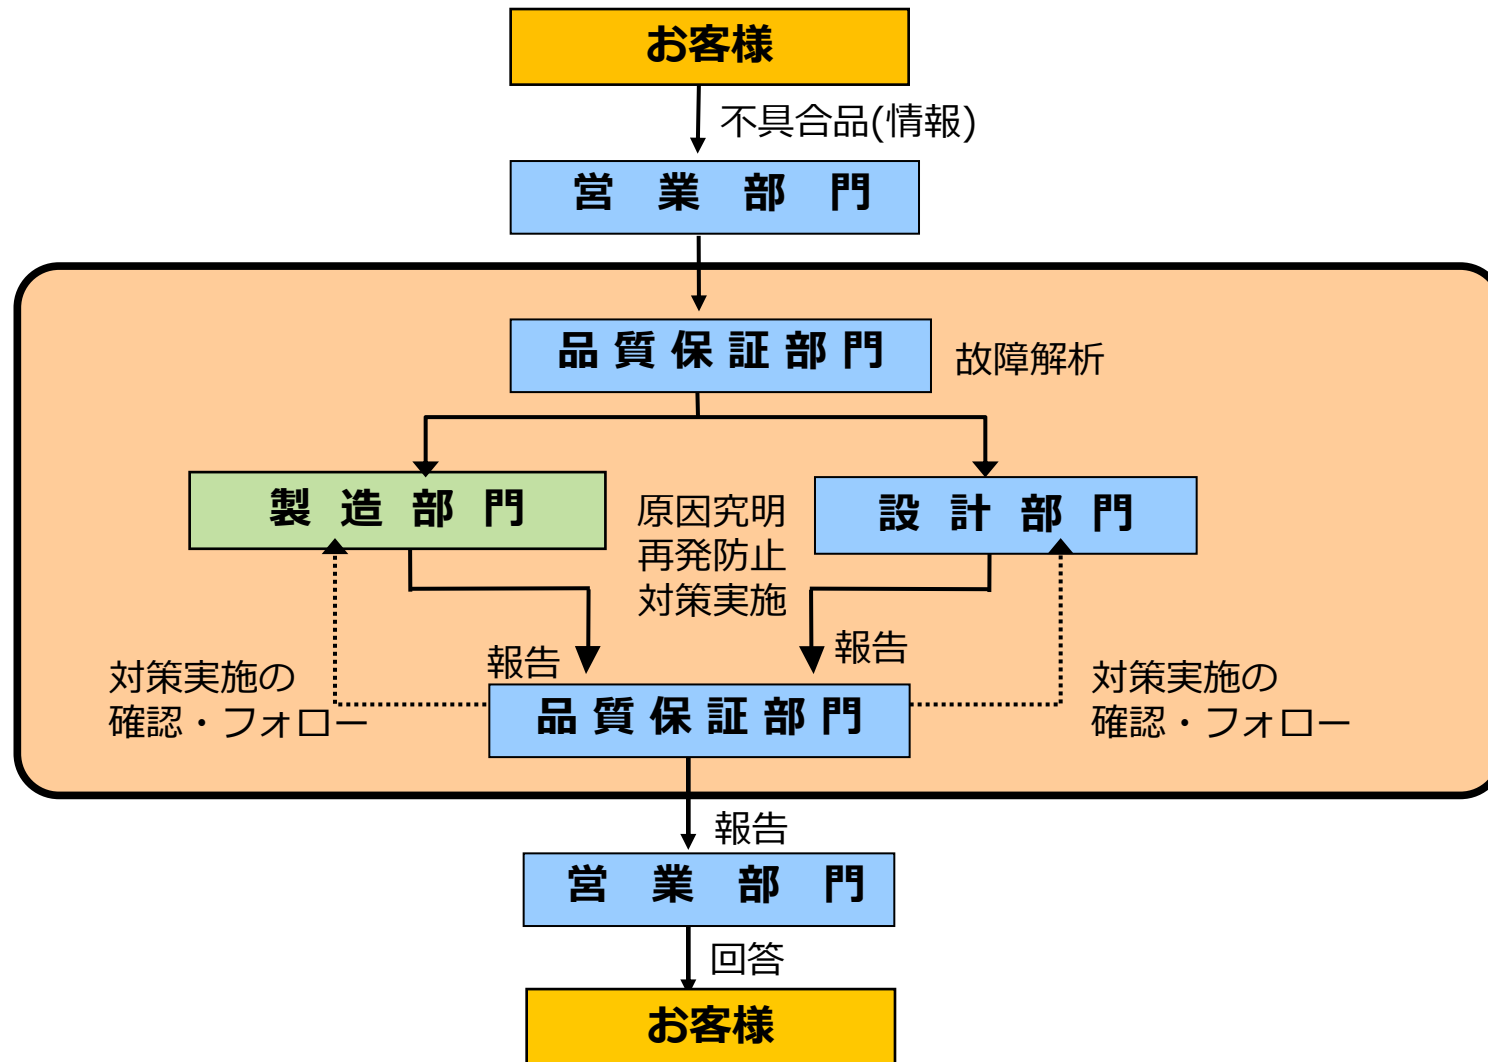 お客様
不具合品(情報)
営業部門
品質保証部門
故障解析
製造部門
設計部門
原因究明
再発防止
対策実施
報告
報告
対策実施の
確認・フォロー
品質保証部門
対策実施の
確認・フォロー
報告
営業部門
回答
お客様